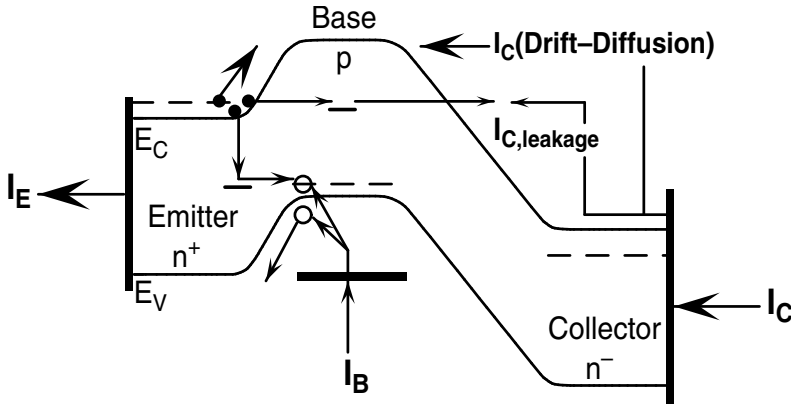 Base
p
I_C(Drift–Diffusion)
E_C
I_C,leakage
I_E
Emitter
n⁺
E_V
I_B
Collector
n⁻
I_C